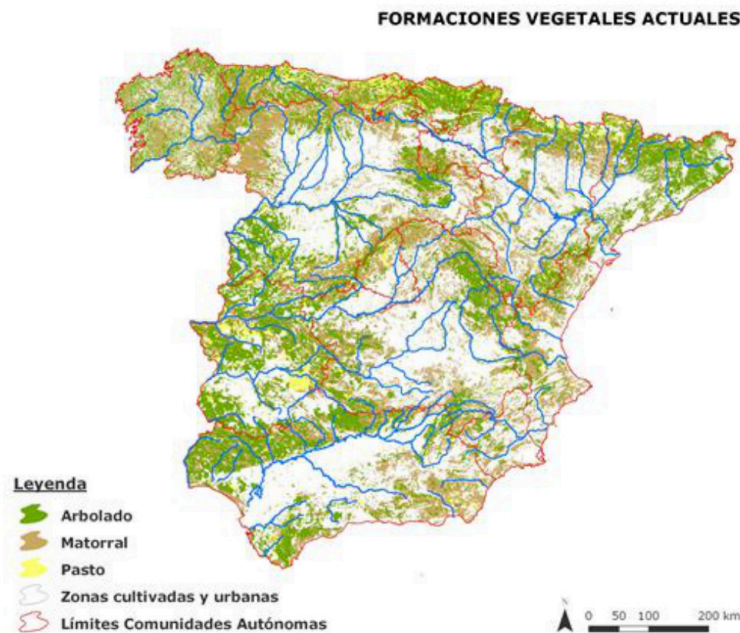 FORMACIONES VEGETALES ACTUALES
Leyenda
Arbolado
Matorral
Pasto
Zonas cultivadas y urbanas
Límites Comunidades Autónomas
N
0 50 100 200 km